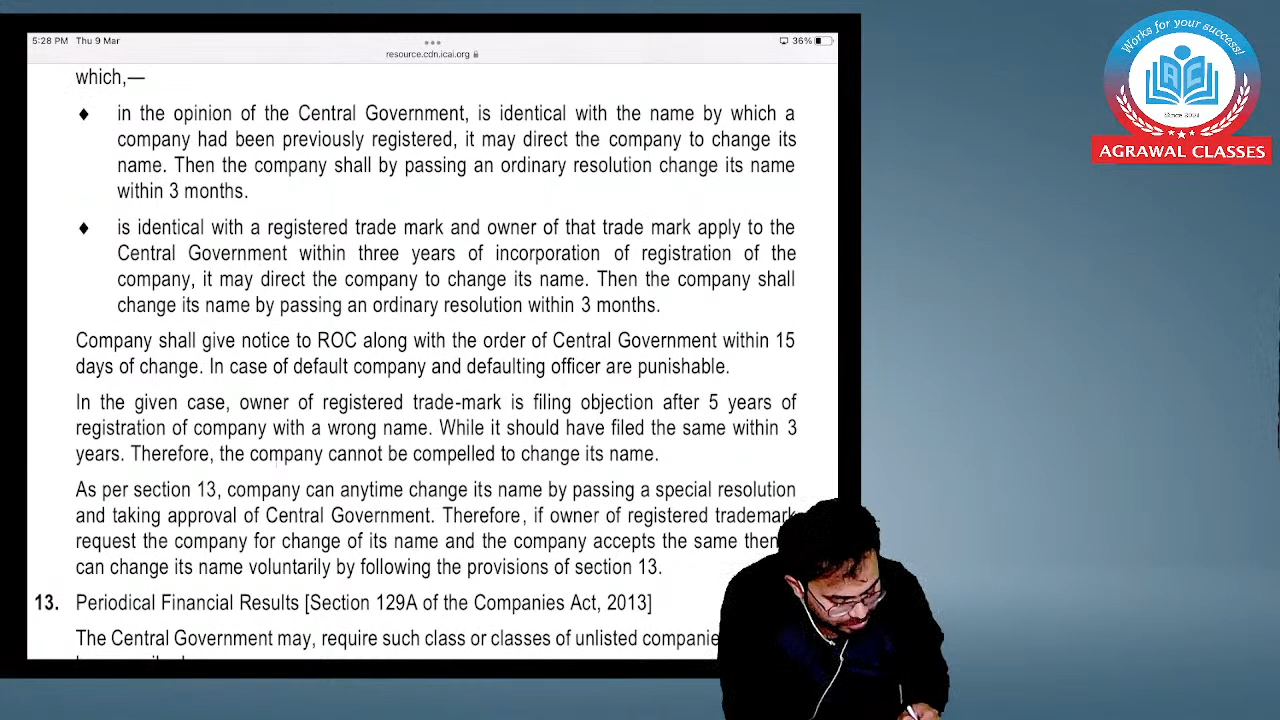 5:28 PM Thu 9 Mar
36%
resource.cdn.icai.org
which,—
♦ in the opinion of the Central Government, is identical with the name by which a
company had been previously registered, it may direct the company to change its
name. Then the company shall by passing an ordinary resolution change its name
within 3 months.
♦ is identical with a registered trade mark and owner of that trade mark apply to the
Central Government within three years of incorporation of registration of the
company, it may direct the company to change its name. Then the company shall
change its name by passing an ordinary resolution within 3 months.
Company shall give notice to ROC along with the order of Central Government within 15
days of change. In case of default company and defaulting officer are punishable.
In the given case, owner of registered trade-mark is filing objection after 5 years of
registration of company with a wrong name. While it should have filed the same within 3
years. Therefore, the company cannot be compelled to change its name.
As per section 13, company can anytime change its name by passing a special resolution
and taking approval of Central Government. Therefore, if owner of registered trademark
request the company for change of its name and the company accepts the same then
can change its name voluntarily by following the provisions of section 13.
13. Periodical Financial Results [Section 129A of the Companies Act, 2013]
The Central Government may, require such class or classes of unlisted companie
Works for your success!
AC
Since 2021
AGRAWAL CLASSES